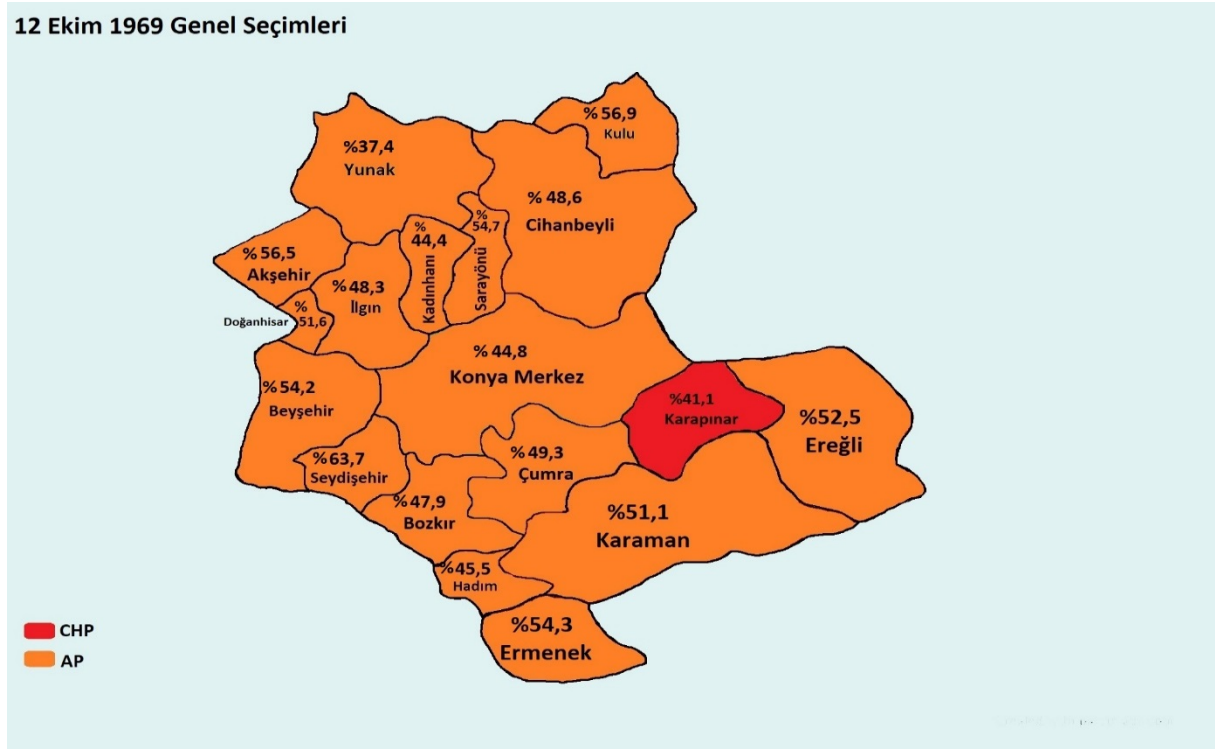 12 Ekim 1969 Genel Seçimleri
% 56,9
Kulu
%37,4
Yunak
% 48,6
Cihanbeyli
%
54,7
Sarayönü
%
44,4
Kadınhanı
% 56,5
Akşehir
% 48,3
İlgın
Doğanhisar
%
51,6
% 44,8
Konya Merkez
% 54,2
Beyşehir
%41,1
Karapınar
%52,5
Ereğli
% 49,3
Çumra
% 63,7
Seydişehir
% 47,9
Bozkır
%51,1
Karaman
%45,5
Hadım
%54,3
Ermenek
CHP
AP